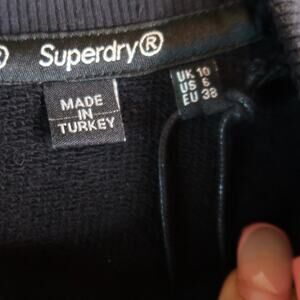 Superdry®
MADE
IN
TURKEY
UK 10
US 6
EU 38